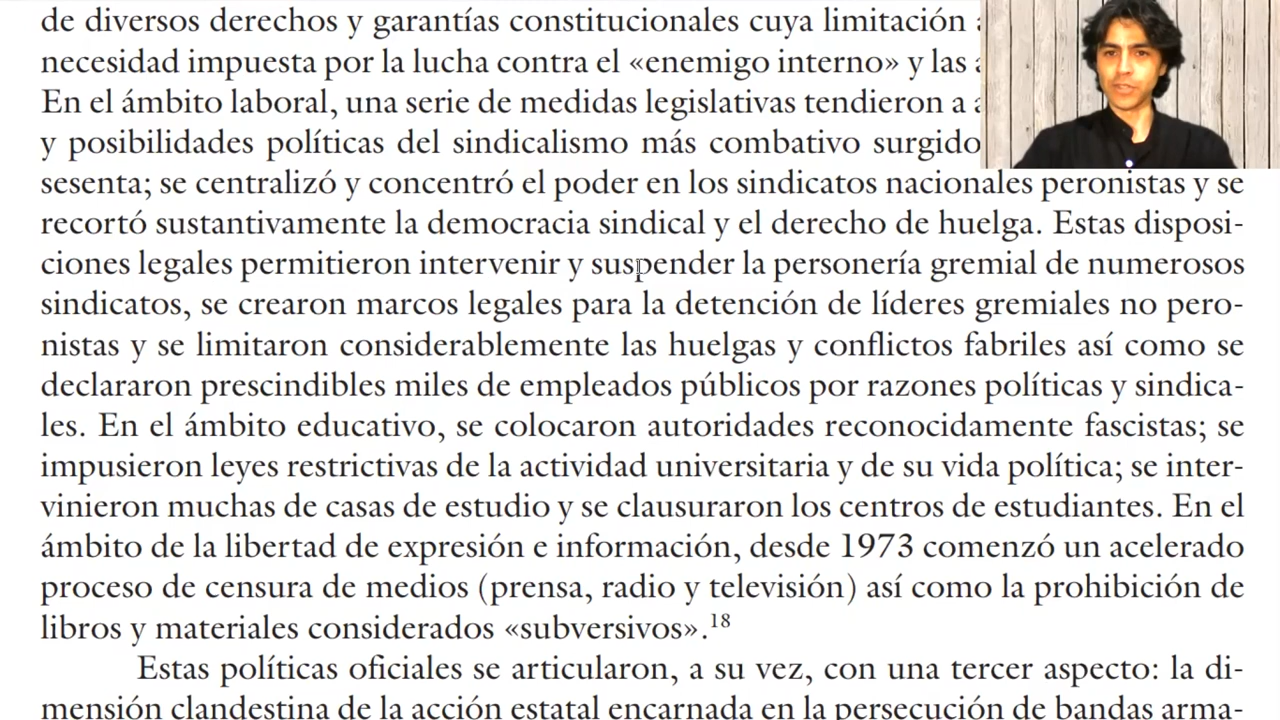 de diversos derechos y garantías constitucionales cuya limitación
necesidad impuesta por la lucha contra el «enemigo interno» y las
En el ámbito laboral, una serie de medidas legislativas tendieron a
y posibilidades políticas del sindicalismo más combativo surgido
sesenta; se centralizó y concentró el poder en los sindicatos nacionales peronistas y se
recortó sustantivamente la democracia sindical y el derecho de huelga. Estas disposi-
ciones legales permitieron intervenir y suspender la personería gremial de numerosos
sindicatos, se crearon marcos legales para la detención de líderes gremiales no pero-
nistas y se limitaron considerablemente las huelgas y conflictos fabriles así como se
declararon prescindibles miles de empleados públicos por razones políticas y sindica-
les. En el ámbito educativo, se colocaron autoridades reconocidamente fascistas; se
impusieron leyes restrictivas de la actividad universitaria y de su vida política; se inter-
vinieron muchas de casas de estudio y se clausuraron los centros de estudiantes. En el
ámbito de la libertad de expresión e información, desde 1973 comenzó un acelerado
proceso de censura de medios (prensa, radio y televisión) así como la prohibición de
libros y materiales considerados «subversivos».¹⁸
Estas políticas oficiales se articularon, a su vez, con una tercer aspecto: la di-
mensión clandestina de la acción estatal encarnada en la persecución de bandas arma-